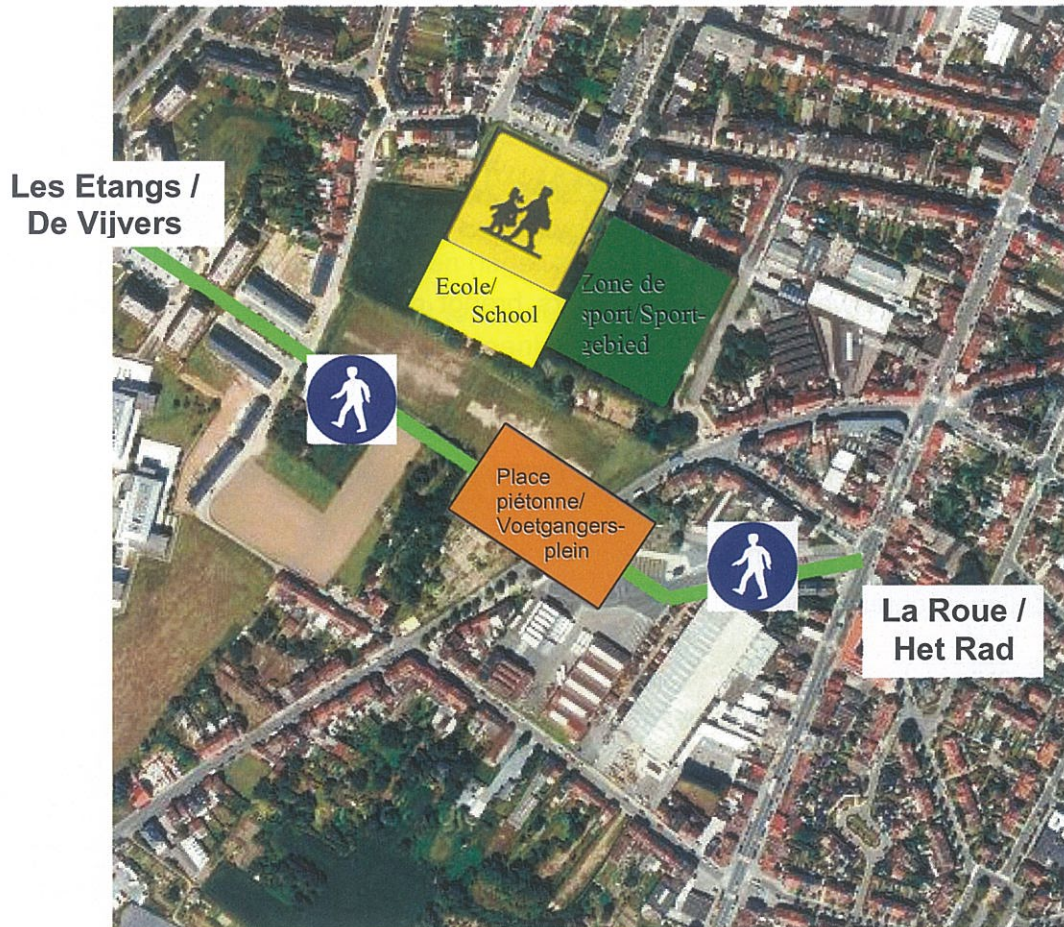 Les Etangs /
De Vijvers
Ecole/
School
Zone de
sport/Sport-
gebied
Place
piétonne/
Voetgangers-
plein
La Roue /
Het Rad